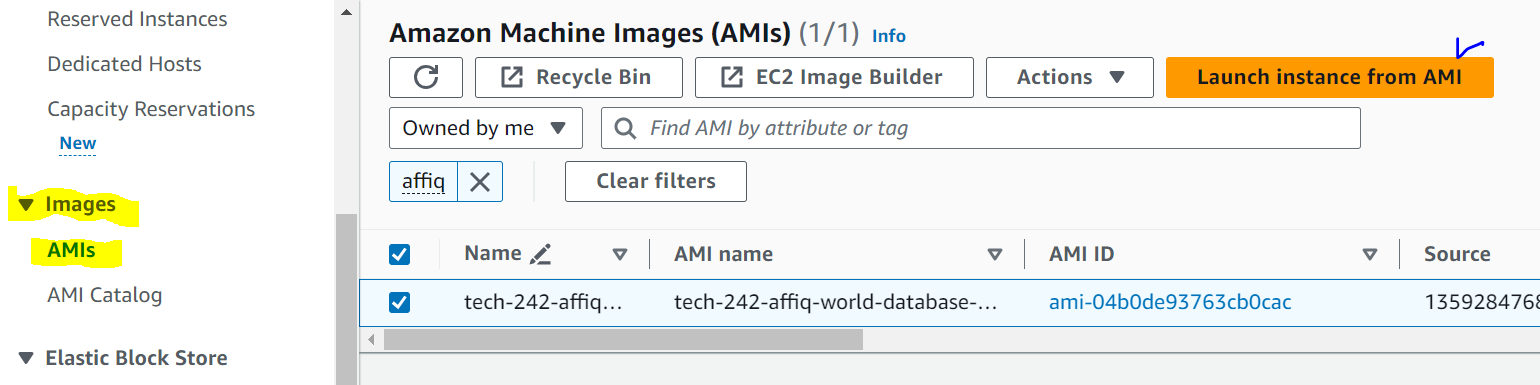 Reserved Instances
Dedicated Hosts
Capacity Reservations
New
Images
AMIs
AMI Catalog
Elastic Block Store
Amazon Machine Images (AMIs) (1/1) Info
Recycle Bin EC2 Image Builder Actions Launch instance from AMI
Owned by me Find AMI by attribute or tag
affiq Clear filters
Name AMI name AMI ID Source
tech-242-affiq... tech-242-affiq-world-database-... ami-04b0de93763cb0cac 1359284768